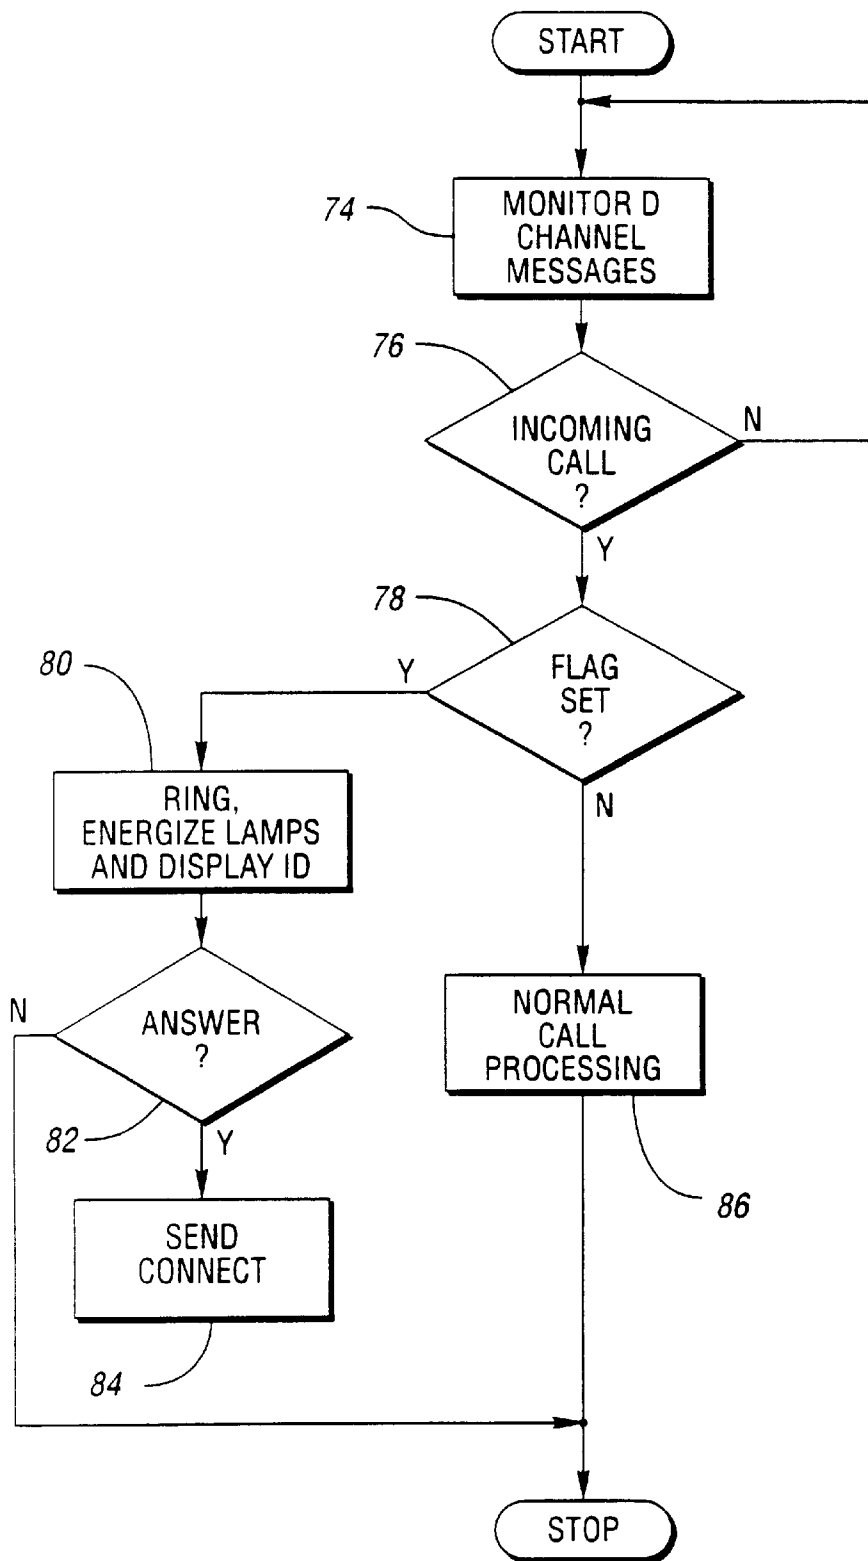 START
74
MONITOR D
CHANNEL
MESSAGES
76
INCOMING
CALL
?
N
Y
78
FLAG
SET
?
Y
N
80
RING,
ENERGIZE LAMPS
AND DISPLAY ID
N
ANSWER
?
82
Y
NORMAL
CALL
PROCESSING
86
SEND
CONNECT
84
STOP